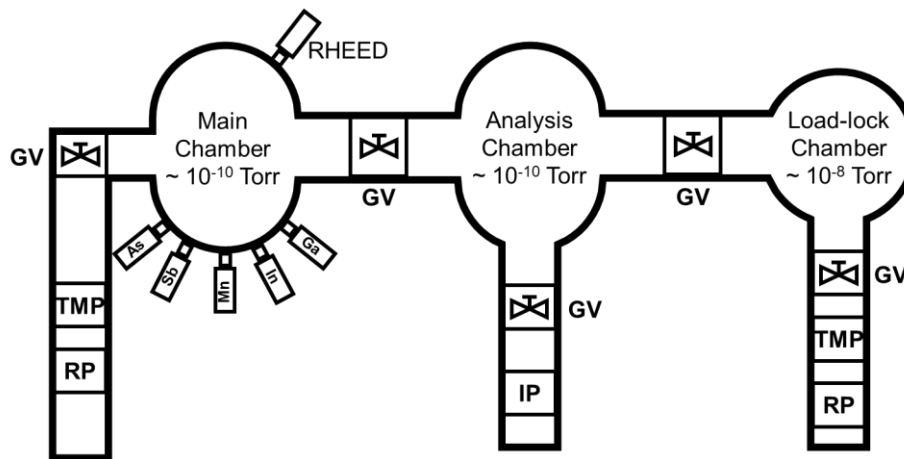 RHEED
Main
Chamber
~ 10⁻¹⁰ Torr
Analysis
Chamber
~ 10⁻¹⁰ Torr
Load-lock
Chamber
~ 10⁻⁸ Torr
GV
GV
GV
As
Sb
Mn
In
Ga
GV
GV
TMP
RP
IP
TMP
RP